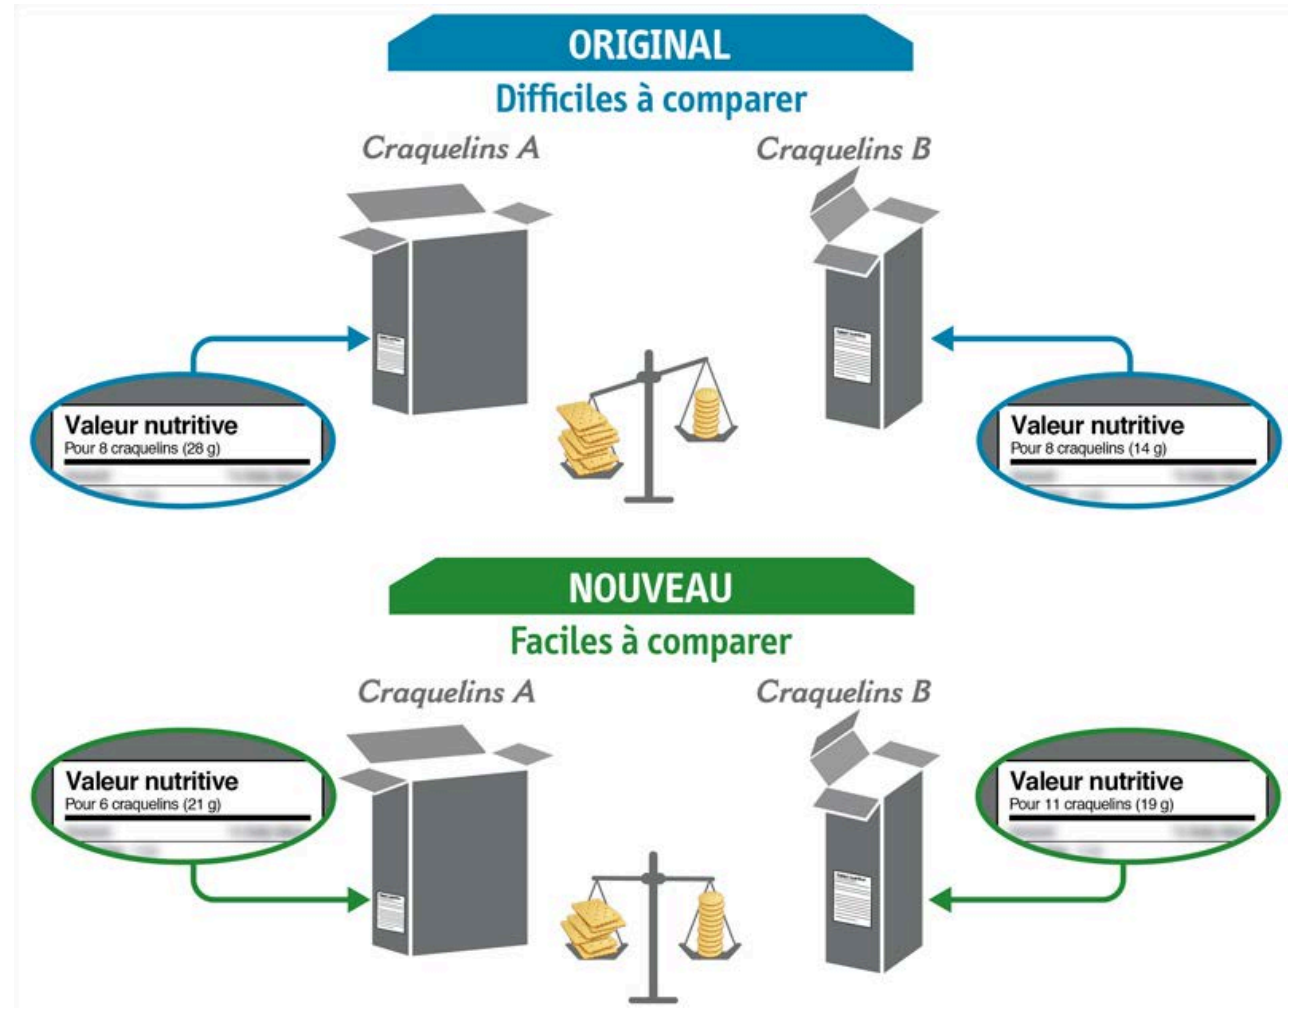 ORIGINAL
Difficiles à comparer
Craquelins A
Craquelins B
Valeur nutritive
Pour 8 craquelins (28 g)
Valeur nutritive
Pour 8 craquelins (14 g)
NOUVEAU
Faciles à comparer
Craquelins A
Craquelins B
Valeur nutritive
Pour 6 craquelins (21 g)
Valeur nutritive
Pour 11 craquelins (19 g)